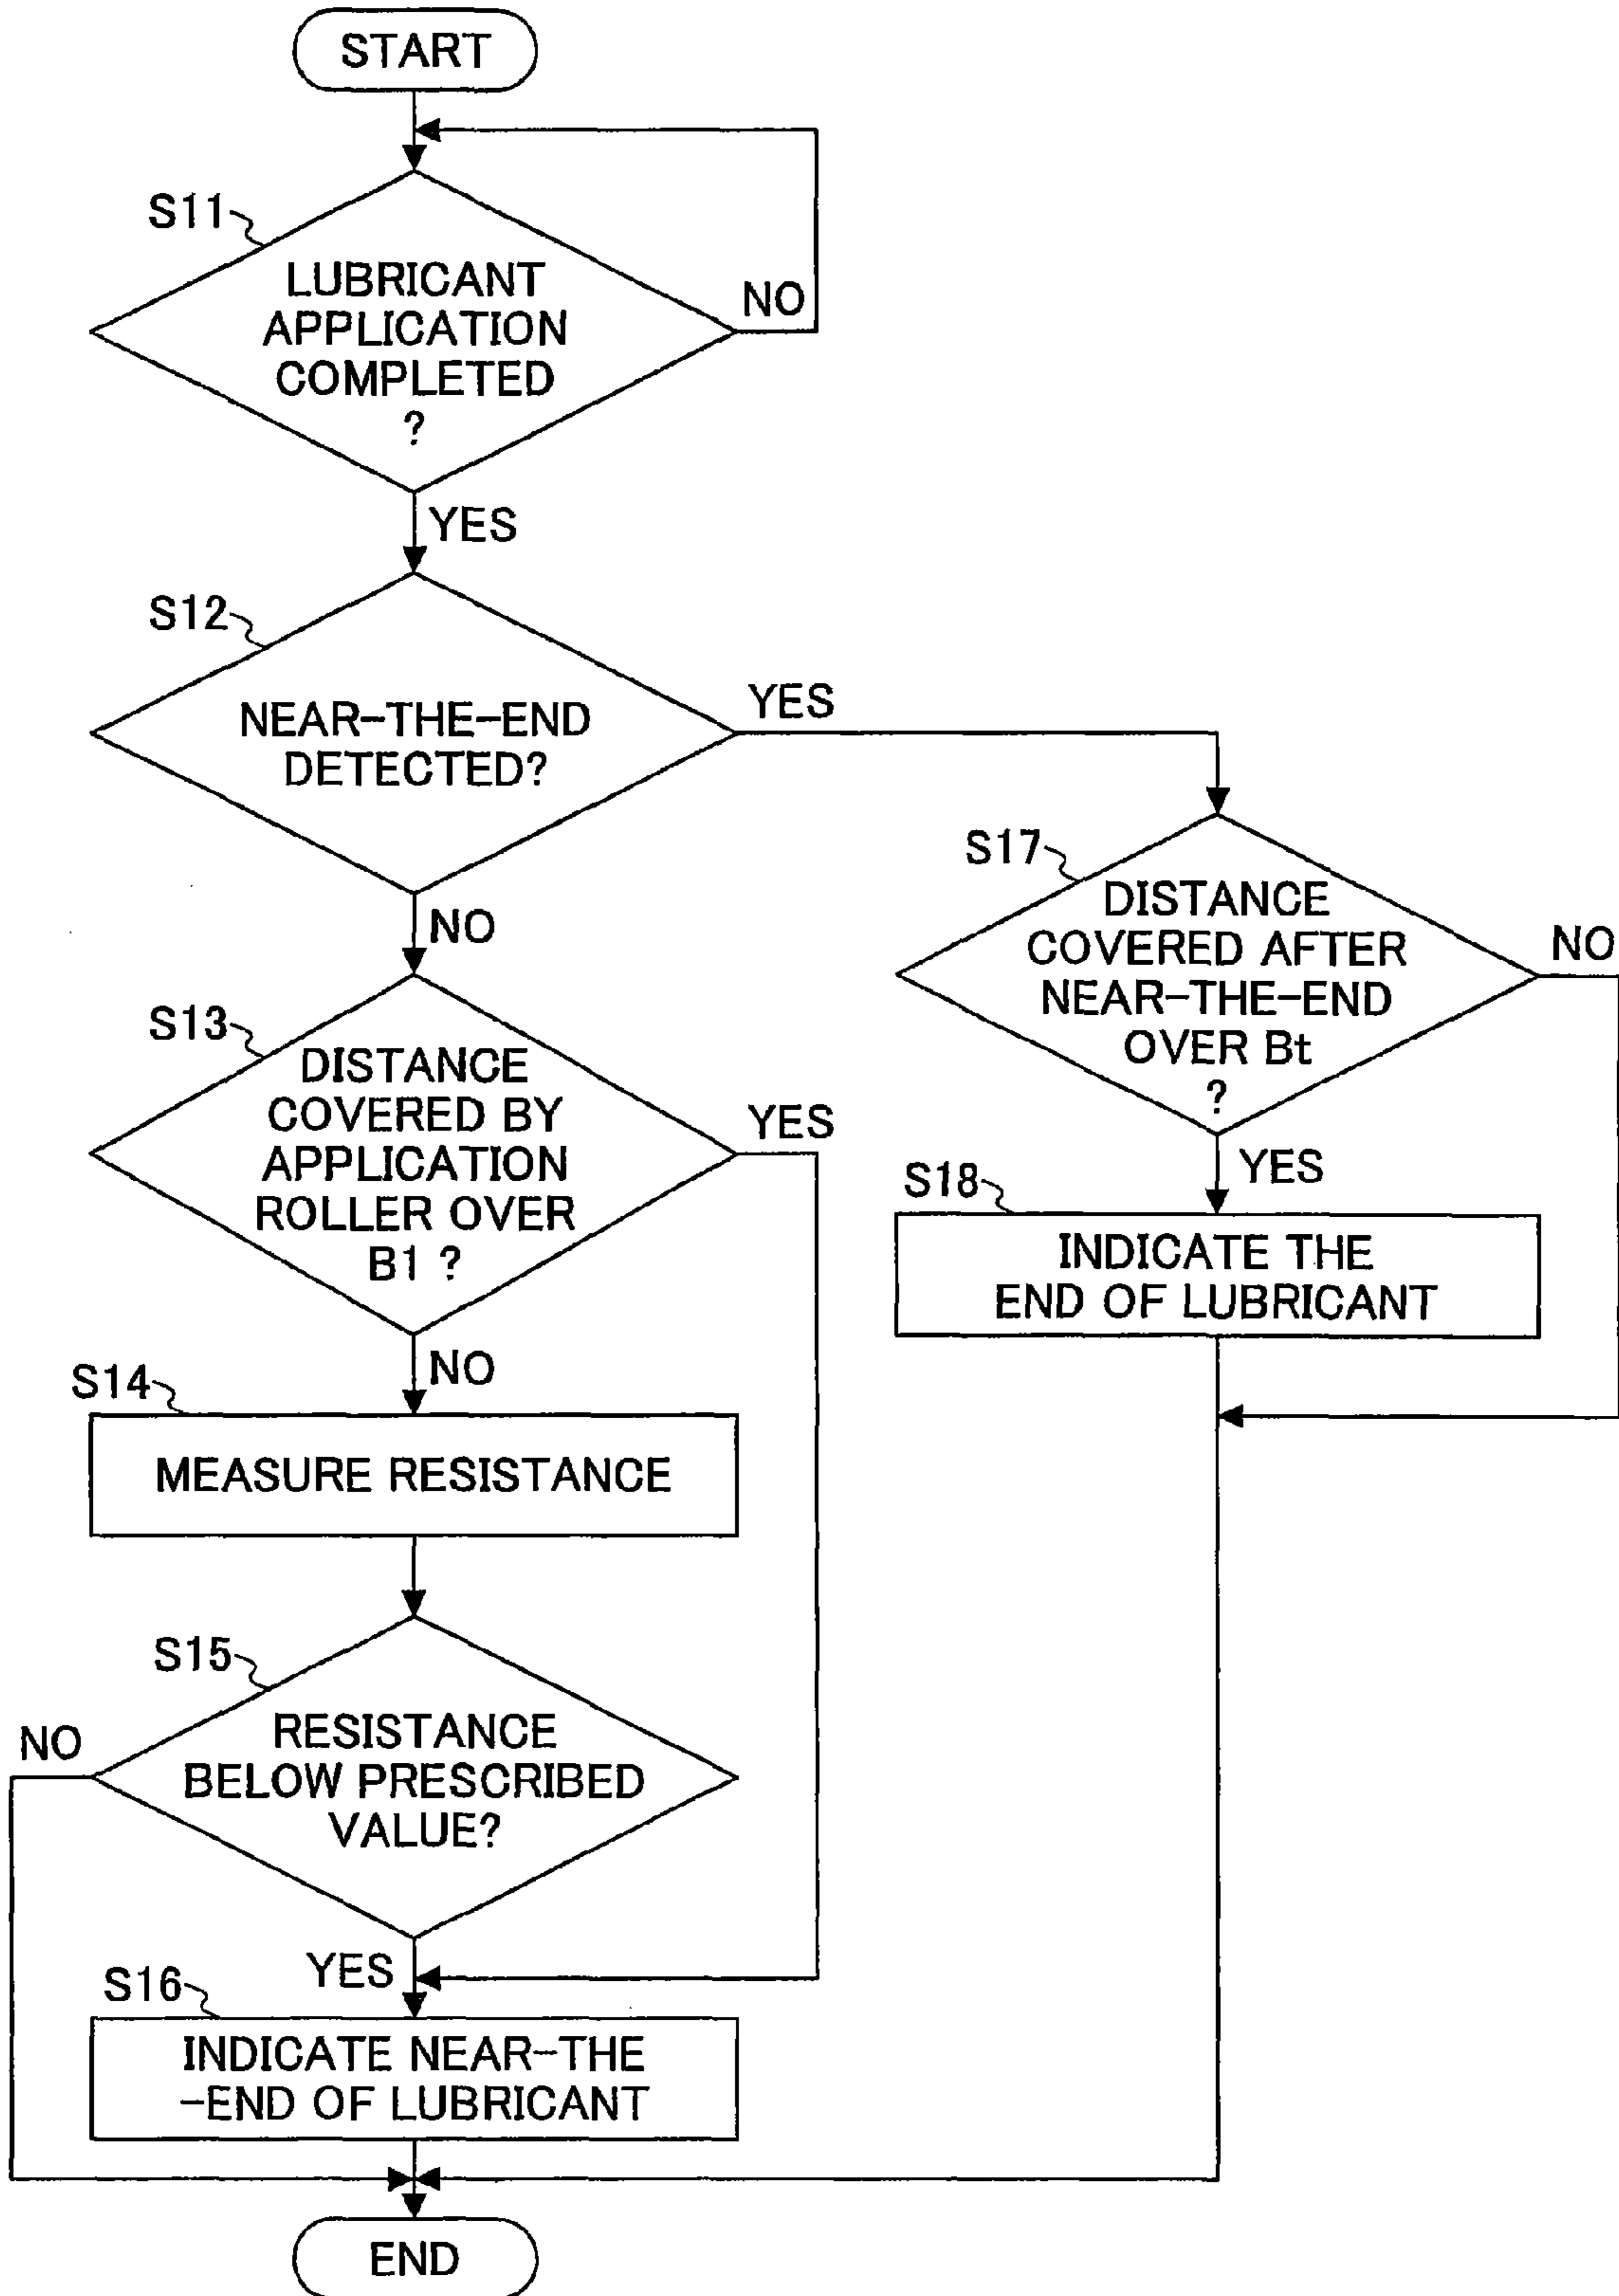 START
S11
LUBRICANT
APPLICATION
COMPLETED
?
NO
YES
S12
NEAR-THE-END
DETECTED?
YES
NO
S17
DISTANCE
COVERED AFTER
NEAR-THE-END
OVER Bt
?
NO
YES
S13
DISTANCE
COVERED BY
APPLICATION
ROLLER OVER
B1 ?
YES
NO
S18
INDICATE THE
END OF LUBRICANT
S14
MEASURE RESISTANCE
S15
RESISTANCE
BELOW PRESCRIBED
VALUE?
NO
YES
S16
INDICATE NEAR-THE
-END OF LUBRICANT
END